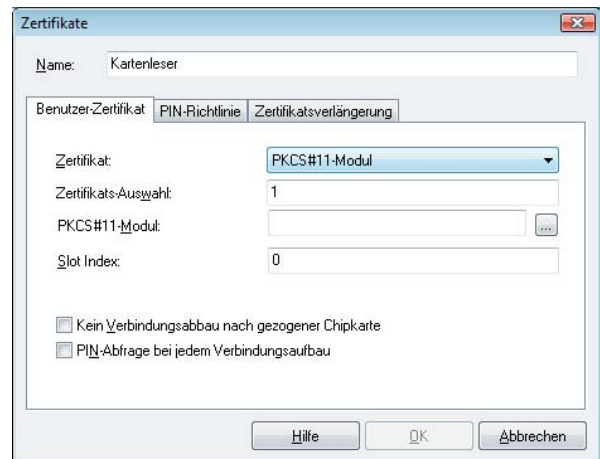 Zertifikate
Name: Kartenleser
Benutzer-Zertifikat PIN-Richtlinie Zertifikatsverlängerung
Zertifikat: PKCS#11-Modul
Zertifikats-Auswahl: 1
PKCS#11-Modul: ...
Slot Index: 0
Kein Verbindungsabbau nach gezogener Chipkarte
PIN-Abfrage bei jedem Verbindungsaufbau
Hilfe OK Abbrechen